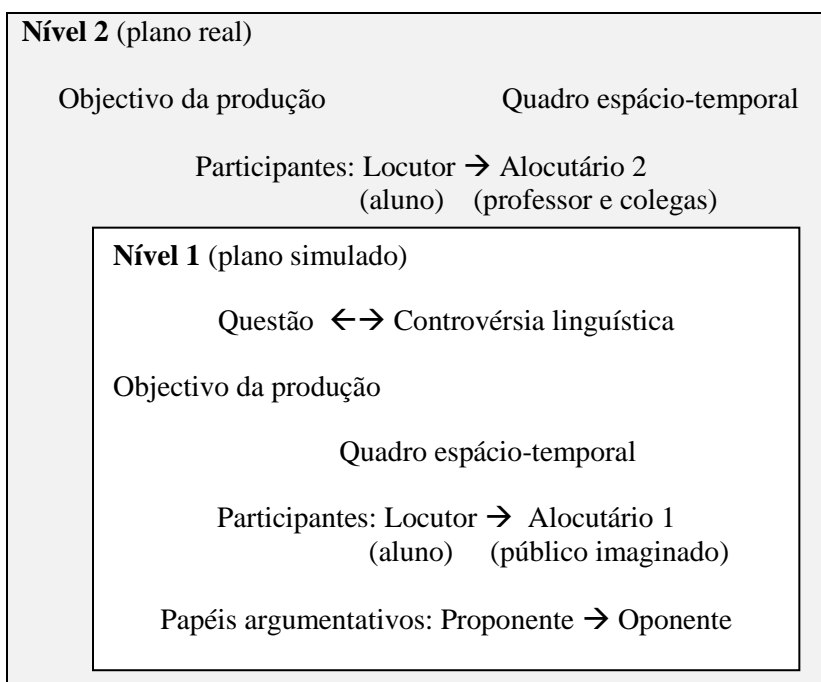 Nível 2 (plano real)
Objectivo da produção Quadro espácio-temporal
Participantes: Locutor → Alocutário 2
(aluno) (professor e colegas)
Nível 1 (plano simulado)
Questão ←→ Controvérsia linguística
Objectivo da produção
Quadro espácio-temporal
Participantes: Locutor → Alocutário 1
(aluno) (público imaginado)
Papéis argumentativos: Proponente → Oponente